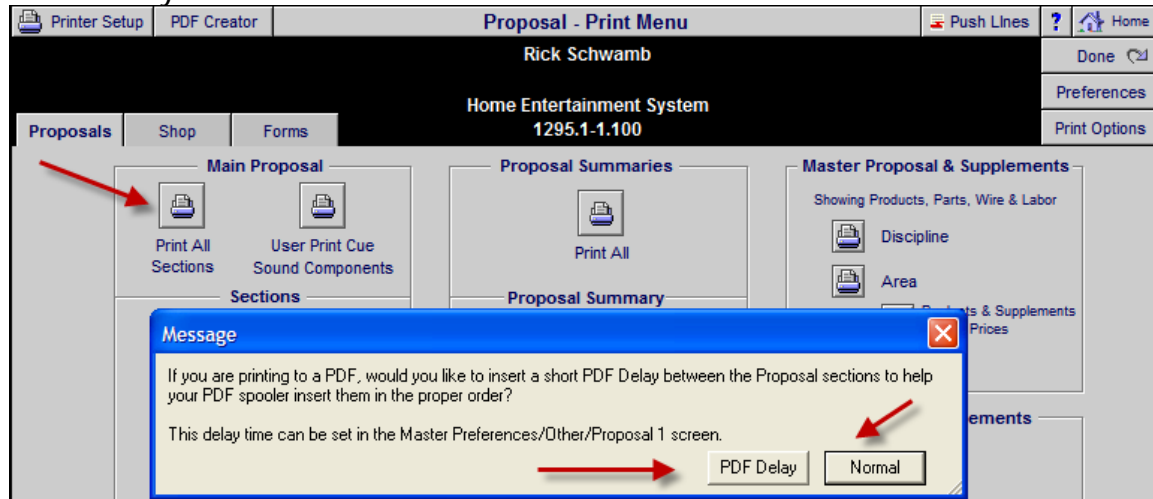 Printer Setup PDF Creator Proposal - Print Menu Push LInes ? Home
Rick Schwamb
Done
Home Entertainment System
Preferences
Proposals Shop Forms 1295.1-1.100 Print Options
Main Proposal Proposal Summaries Master Proposal & Supplements
Showing Products, Parts, Wire & Labor
Discipline
Print All User Print Cue Print All
Sections Sound Components
Area
Sections Proposal Summary
& Supplements
Prices
Message
If you are printing to a PDF, would you like to insert a short PDF Delay between the Proposal sections to help
your PDF spooler insert them in the proper order?
This delay time can be set in the Master Preferences/Other/Proposal 1 screen.
PDF Delay Normal